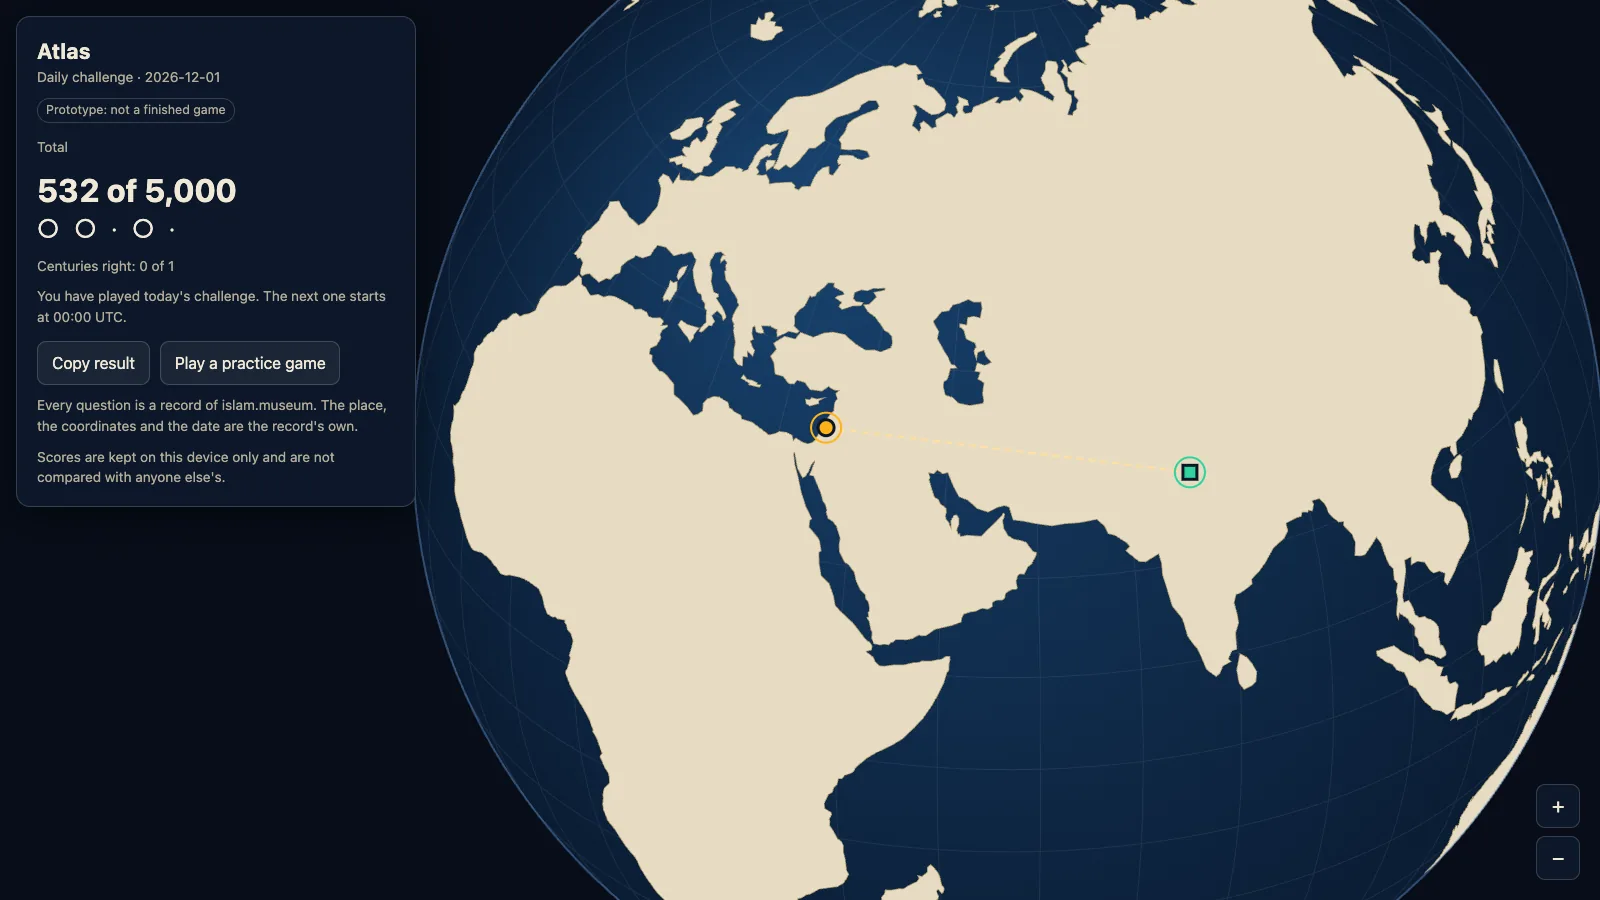 Atlas
Daily challenge · 2026-12-01
Prototype: not a finished game
Total
532 of 5,000
Centuries right: 0 of 1
You have played today's challenge. The next one starts
at 00:00 UTC.
Copy result
Play a practice game
Every question is a record of islam.museum. The place,
the coordinates and the date are the record's own.
Scores are kept on this device only and are not
compared with anyone else's.
+
−